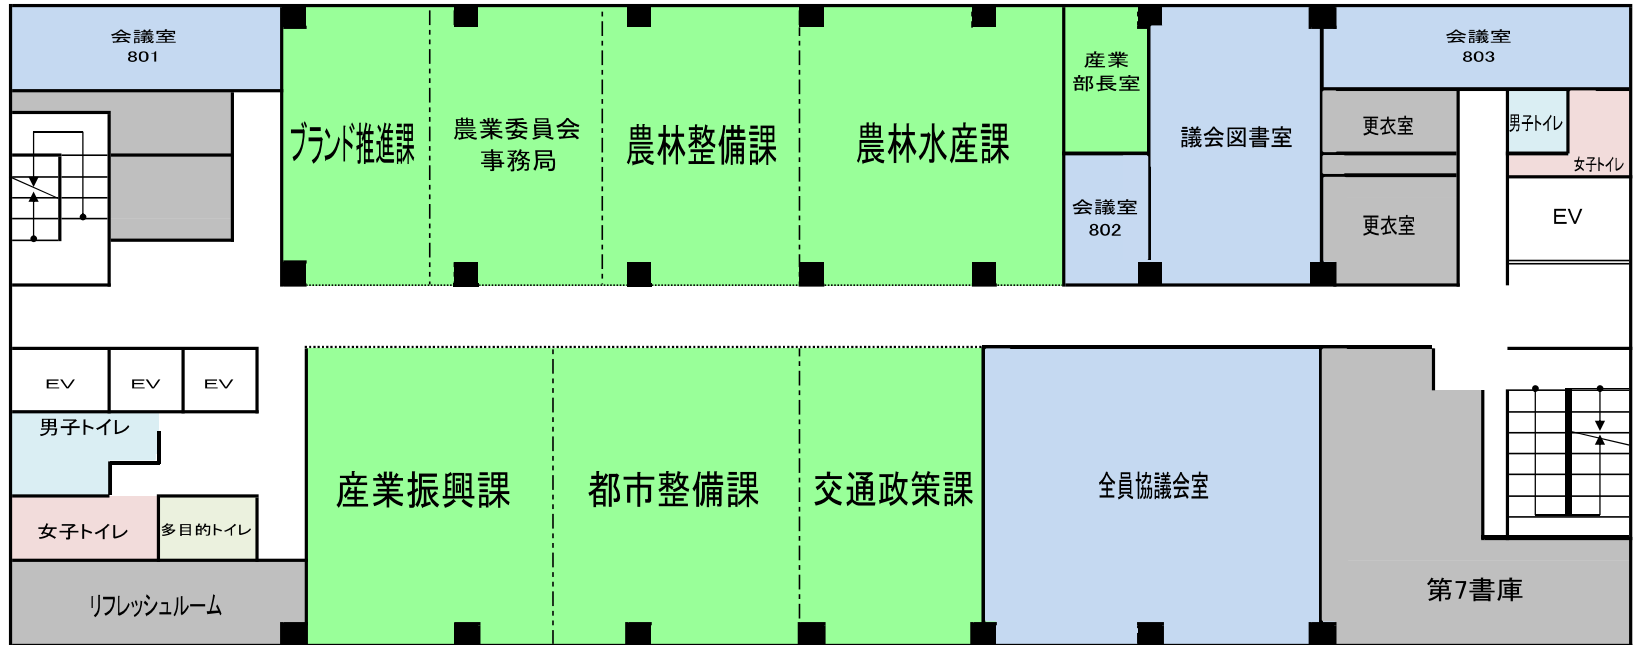 会議室
801
ブランド推進課
農業委員会
事務局
農林整備課
農林水産課
産業
部長室
会議室
802
議会図書室
会議室
803
更衣室
更衣室
男子トイレ
女子トイレ
EV
EV
EV
EV
男子トイレ
女子トイレ
多目的トイレ
リフレッシュルーム
産業振興課
都市整備課
交通政策課
全員協議会室
第7書庫